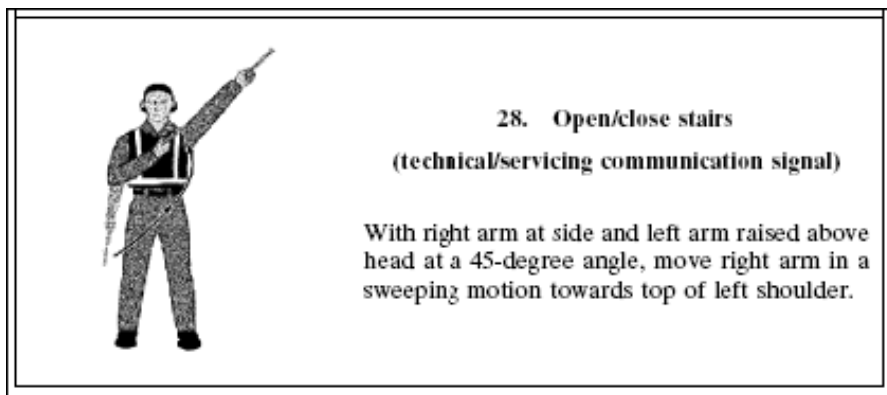 28. Open/close stairs
(technical/servicing communication signal)
With right arm at side and left arm raised above
head at a 45-degree angle, move right arm in a
sweeping motion towards top of left shoulder.